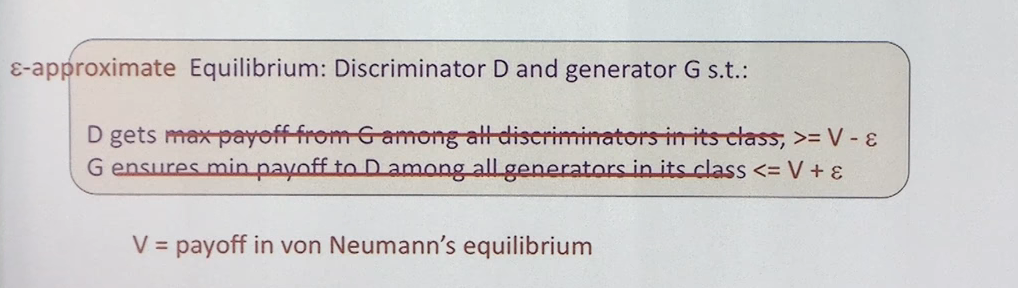 ε-approximate Equilibrium: Discriminator D and generator G s.t.:
D gets max payoff from G among all discriminators in its class, >= V - ε
G ensures min payoff to D among all generators in its class <= V + ε
V = payoff in von Neumann's equilibrium